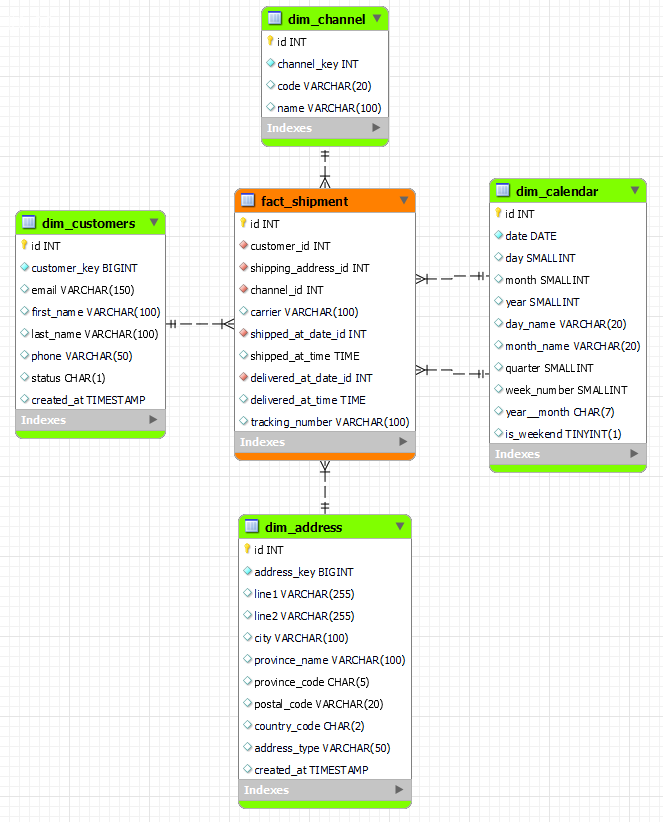 dim_channel
id INT
channel_key INT
code VARCHAR(20)
name VARCHAR(100)
Indexes
fact_shipment
id INT
customer_id INT
shipping_address_id INT
channel_id INT
carrier VARCHAR(100)
shipped_at_date_id INT
shipped_at_time TIME
delivered_at_date_id INT
delivered_at_time TIME
tracking_number VARCHAR(100)
Indexes
dim_calendar
id INT
date DATE
day SMALLINT
month SMALLINT
year SMALLINT
day_name VARCHAR(20)
month_name VARCHAR(20)
quarter SMALLINT
week_number SMALLINT
year__month CHAR(7)
is_weekend TINYINT(1)
Indexes
dim_customers
id INT
customer_key BIGINT
email VARCHAR(150)
first_name VARCHAR(100)
last_name VARCHAR(100)
phone VARCHAR(50)
status CHAR(1)
created_at TIMESTAMP
Indexes
dim_address
id INT
address_key BIGINT
line1 VARCHAR(255)
line2 VARCHAR(255)
city VARCHAR(100)
province_name VARCHAR(100)
province_code CHAR(5)
postal_code VARCHAR(20)
country_code CHAR(2)
address_type VARCHAR(50)
created_at TIMESTAMP
Indexes